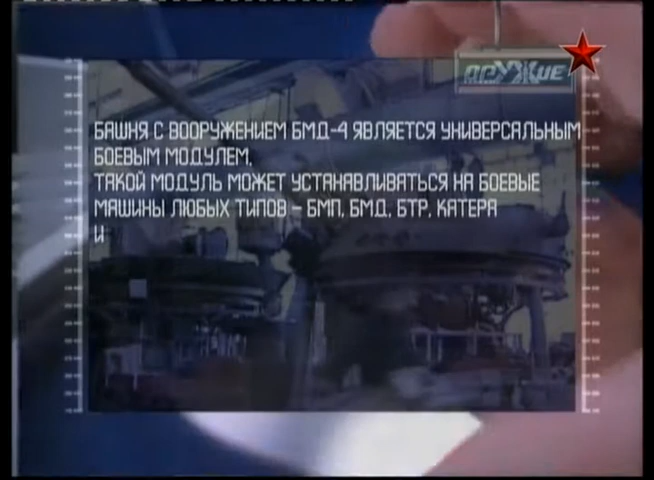 ОРУЖИЕ
БАШНЯ С ВООРУЖЕНИЕМ БМД-4 ЯВЛЯЕТСЯ УНИВЕРСАЛЬНЫМ
БОЕВЫМ МОДУЛЕМ.
ТАКОЙ МОДУЛЬ МОЖЕТ УСТАНАВЛИВАТЬСЯ НА БОЕВЫЕ
МАШИНЫ ЛЮБЫХ ТИПОВ – БМП, БМД, БТР, КАТЕРА
И